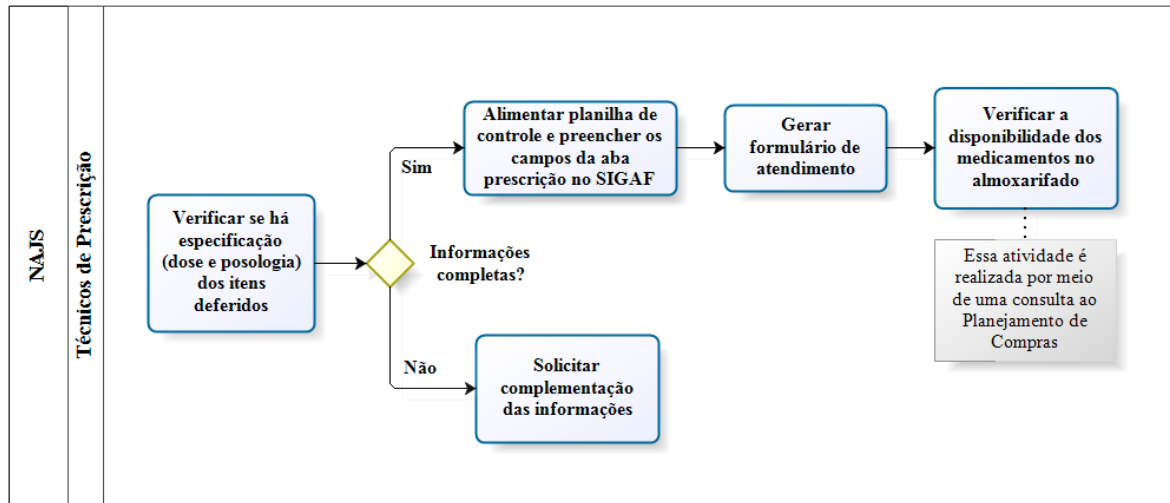 NAJS
Técnicos de Prescrição
Verificar se há
especificação
(dose e posologia)
dos itens
deferidos
Informações
completas?
Sim
Alimentar planilha de
controle e preencher os
campos da aba
prescrição no SIGAF
Gerar
formulário de
atendimento
Verificar a
disponibilidade dos
medicamentos no
almoxarifado
Essa atividade é
realizada por meio
de uma consulta ao
Planejamento de
Compras
Não
Solicitar
complementação
das informações